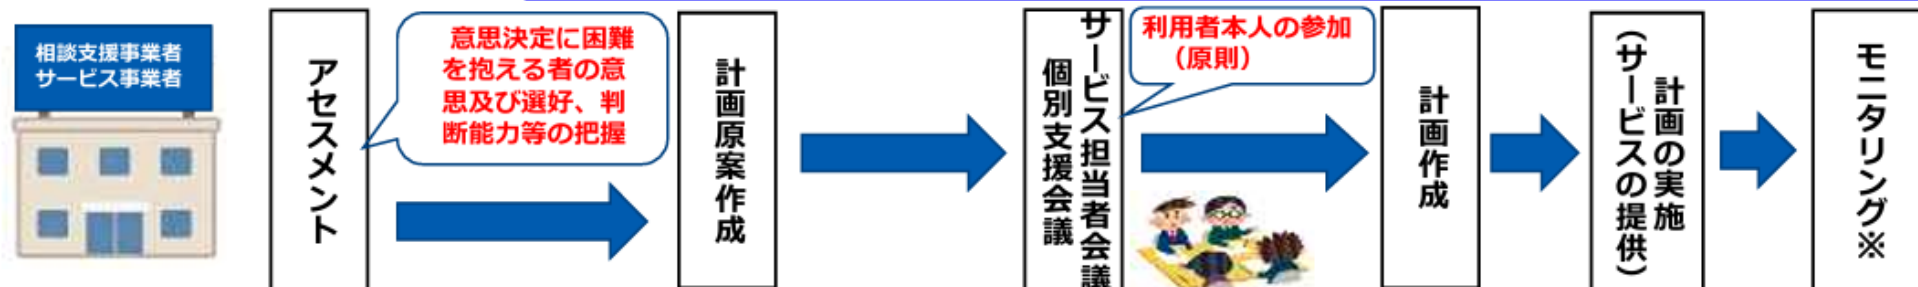 相談支援事業者
サービス事業者
アセスメント
意思決定に困難
を抱える者の意
思及び選好、判
断能力等の把握
計画原案作成
サービス担当者会議
個別支援会議
利用者本人の参加
（原則）
計画作成
計画の実施
（サービスの提供）
モニタリング※